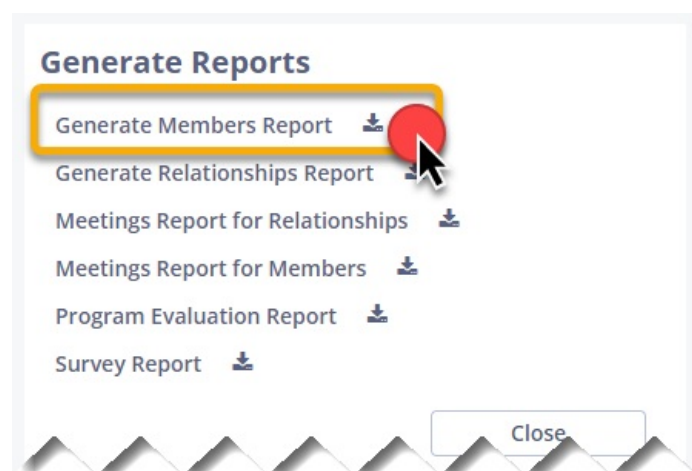 Generate Reports
Generate Members Report
Generate Relationships Report
Meetings Report for Relationships
Meetings Report for Members
Program Evaluation Report
Survey Report
Close